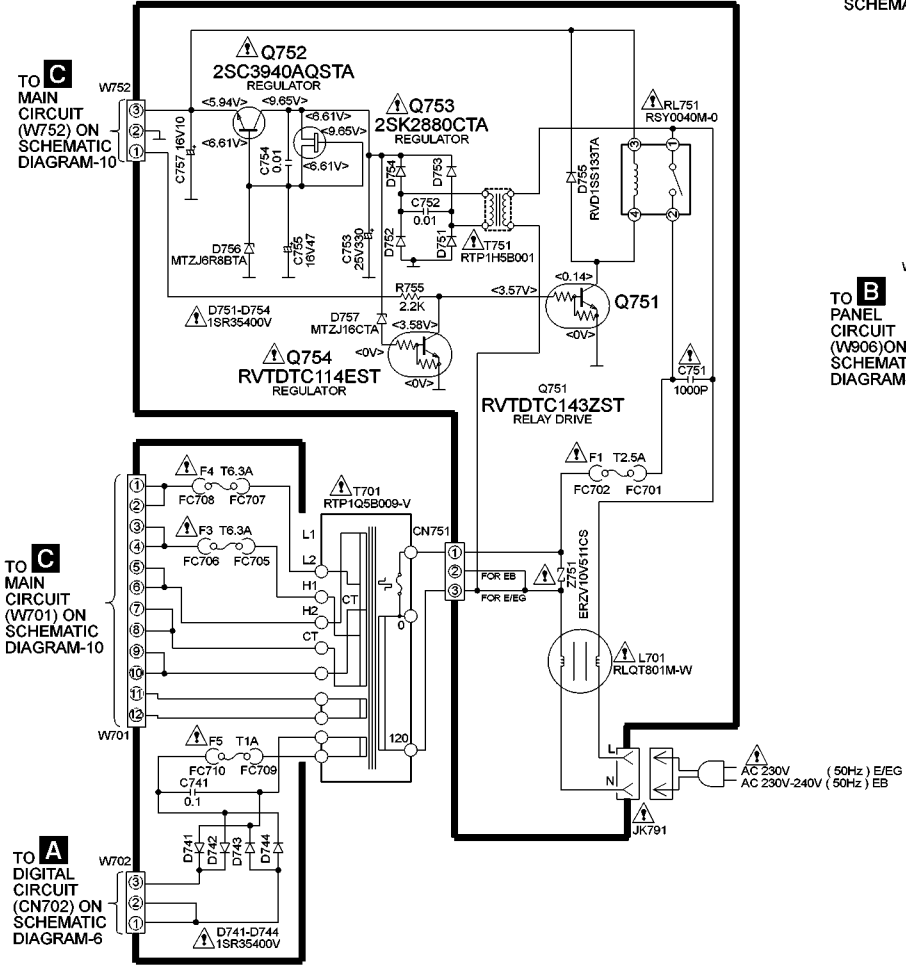 SCHEMA
TO C
MAIN
CIRCUIT
(W752) ON
SCHEMATIC
DIAGRAM-10
W752
3
2
1
Q752
2SC3940AQSTA
REGULATOR
<5.94V>
<9.65V>
<6.61V>
C757 16V10
C754
0.01
<6.61V>
<9.65V>
<6.61V>
Q753
2SK2880CTA
REGULATOR
D754
D753
C752
0.01
D752
D751
T751
RTP1H5B001
D756
MTZJ6R8BTA
C755
16V47
C753
25V330
D755
RVD1SS133TA
RL751
RSY0040M-0
3
1
4
2
D751-D754
1SR35400V
R755
2.2K
<3.57V>
<0.14>
Q751
<0V>
D757
MTZJ16CTA
<3.58V>
<0V>
<0V>
Q754
RVTDTC114EST
REGULATOR
Q751
RVTDTC143ZST
RELAY DRIVE
C751
1000P
W
TO B
PANEL
CIRCUIT
(W906)ON
SCHEMAT
DIAGRAM
F1 T2.5A
FC702 FC701
TO C
MAIN
CIRCUIT
(W701) ON
SCHEMATIC
DIAGRAM-10
1
2
3
4
5
6
7
8
9
10
11
12
W701
F4 T6.3A
FC708 FC707
F3 T6.3A
FC706 FC705
T701
RTP1Q5B009-V
L1
L2
H1
CT
H2
CT
0
120
CN751
1
2
3
FOR EB
FOR E/EG
Z751
ERZV10V511CS
L701
RLQT801M-W
L
N
JK791
AC 230V ( 50Hz ) E/EG
AC 230V-240V ( 50Hz ) EB
F5 T1A
FC710 FC709
C741
0.1
D741
D742
D743
D744
TO A
DIGITAL
CIRCUIT
(CN702) ON
SCHEMATIC
DIAGRAM-6
W702
3
2
1
D741-D744
1SR35400V